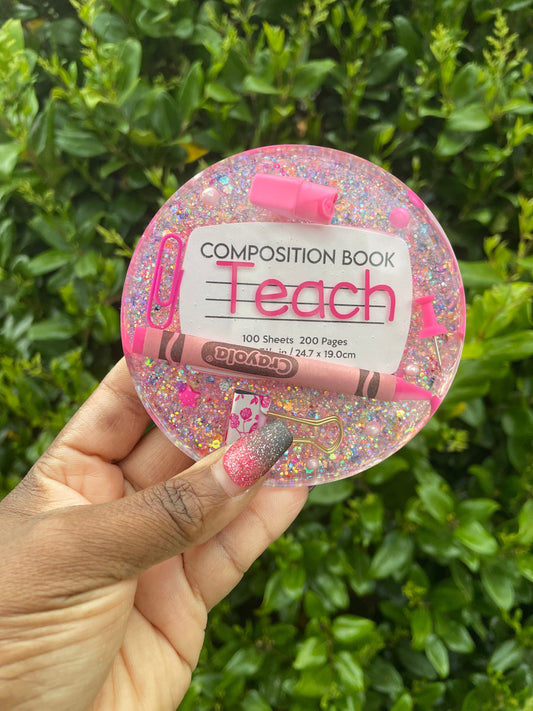 COMPOSITION BOOK
Teach
100 Sheets 200 Pages
in / 24.7 x 19.0cm
Crayola